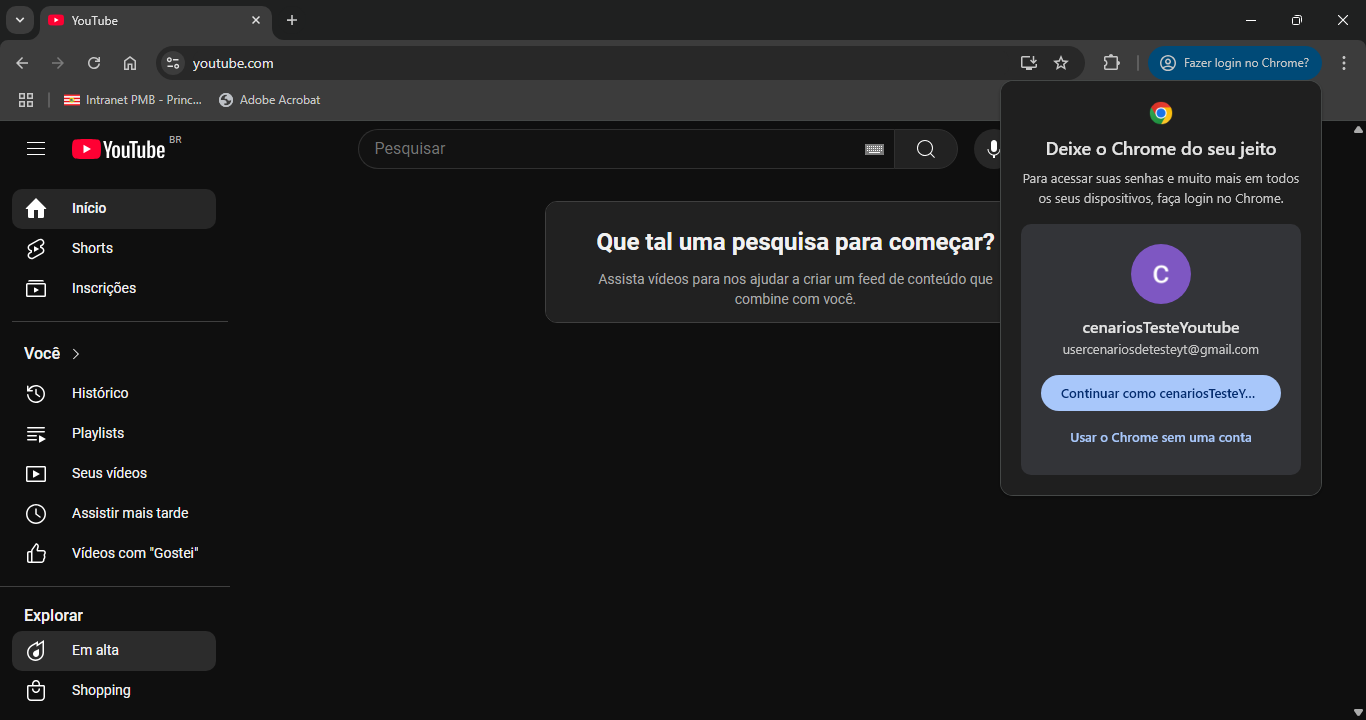 YouTube
youtube.com
Fazer login no Chrome?
Intranet PMB - Princ...
Adobe Acrobat
YouTube BR
Pesquisar
Início
Shorts
Inscrições
Você
Histórico
Playlists
Seus vídeos
Assistir mais tarde
Vídeos com "Gostei"
Explorar
Em alta
Shopping
Que tal uma pesquisa para começar?
Assista vídeos para nos ajudar a criar um feed de conteúdo que
combine com você.
Deixe o Chrome do seu jeito
Para acessar suas senhas e muito mais em todos
os seus dispositivos, faça login no Chrome.
C
cenariosTesteYoutube
usercenariosdetesteyt@gmail.com
Continuar como cenariosTesteY...
Usar o Chrome sem uma conta